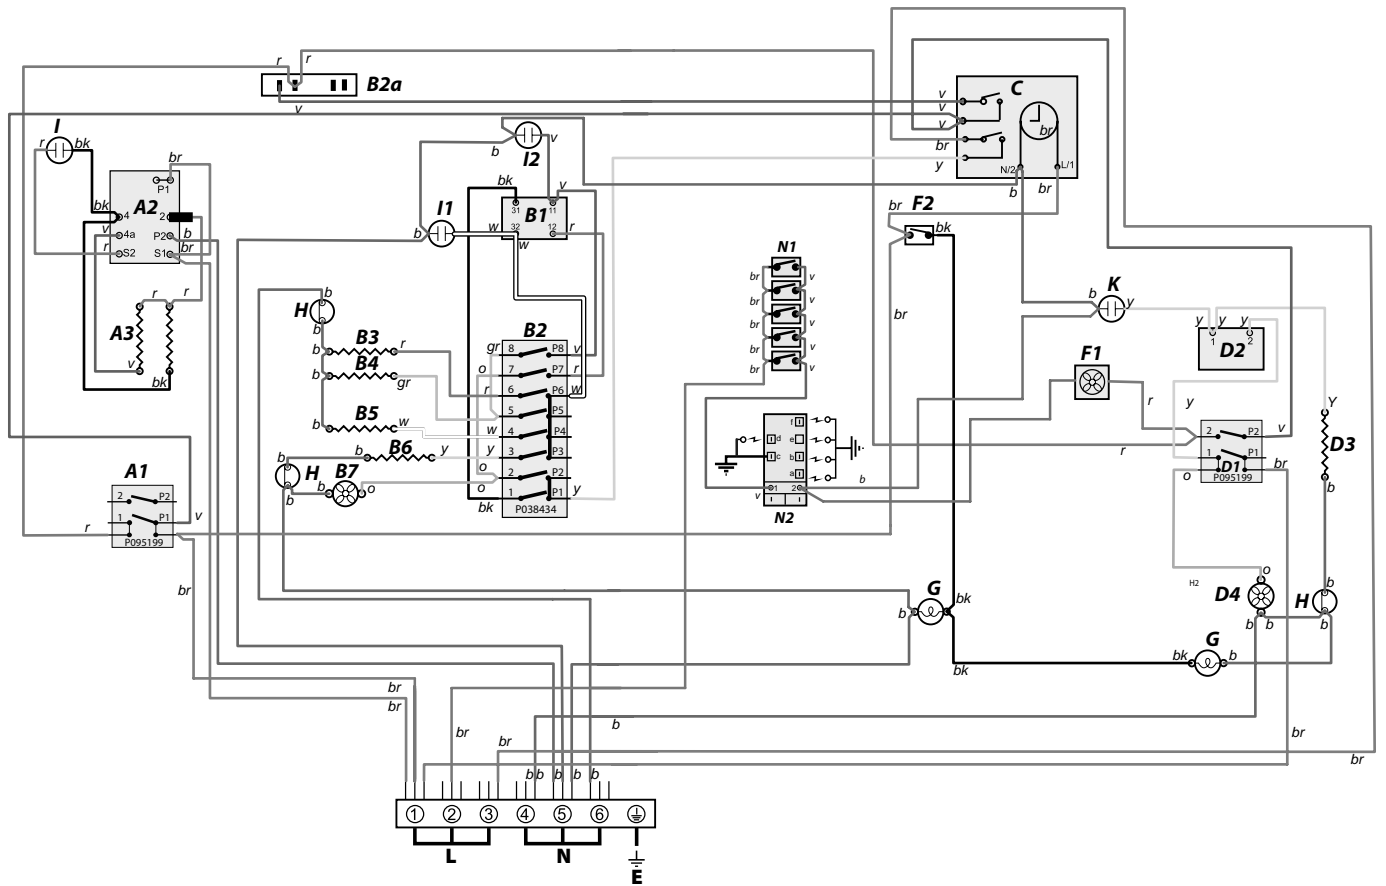 r r
B2a
v
C
v
v
v
br
y
br
N/2 L/1
b br
I
r bk
br
P1
bk 4 A2 2
v 4a P2 b
r S2 S1 br
r r
A3
v
bk
b I2 v
bk v
31 B1 11
I1
b w 32 12 r
w
br F2 bk
N1
br v
br v
br v
br v
br v
b K y
br
b
H
b
B3 r
b
B4
b gr
B5 w
b
b B6 y
b H B7
b o
b
B2
gr 8 P8 v
o 7 P7 r
r 6 P6 w
5 P5
w 4 P4
y 3 P3
o 2 P2
o 1 P1 y
bk
P038434
y y y
1 2
D2
F1
r
y
r
2 P2 v
1 P1
D1 br
o P095199
Y
D3
b
f
d e
c b
a
1 2
v b
N2
A1
2 P2
1 P1 v
r
P095199
br
G
b bk
bk
H2
o
D4
b b
b
H
b
G
bk b
br
br
br
br
b
br
br
b b b b b
1 2 3 4 5 6
L N
E